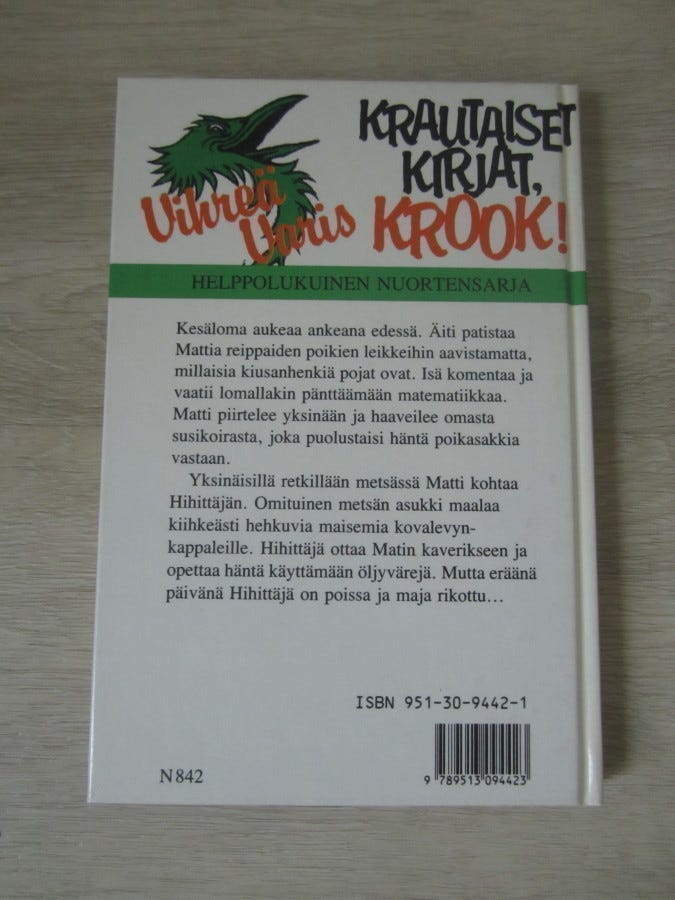 Vihreä
Varis
KRAUTAISET
KIRJAT,
KROOK!
HELPPOLUKUINEN NUORTENSARJA
Kesäloma aukeaa ankeana edessä. Äiti patistaa
Mattia reippaiden poikien leikkeihin aavistamatta,
millaisia kiusanhenkiä pojat ovat. Isä komentaa ja
vaatii lomallakin pänttäämään matematiikkaa.
Matti piirtelee yksinään ja haaveilee omasta
susikoirasta, joka puolustaisi häntä poikasakkia
vastaan.
Yksinäisillä retkillään metsässä Matti kohtaa
Hihittäjän. Omituinen metsän asukki maalaa
kiihkeästi hehkuvia maisemia kovalevyn-
kappaleille. Hihittäjä ottaa Matin kaverikseen ja
opettaa häntä käyttämään öljyvärejä. Mutta eräänä
päivänä Hihittäjä on poissa ja maja rikottu...
ISBN 951-30-9442-1
9 789513 094423
N 842